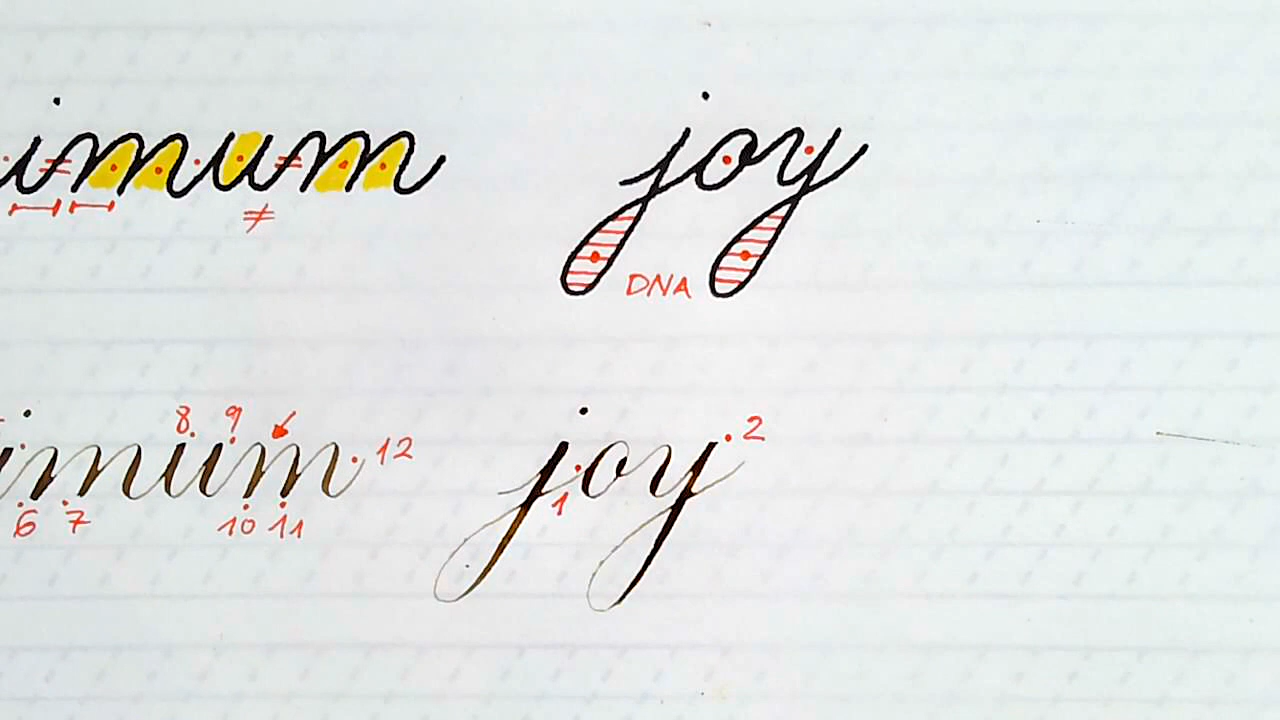 imum joy
= =
≠
DNA
8 9 2
imum joy
12
1
6 7 10 11